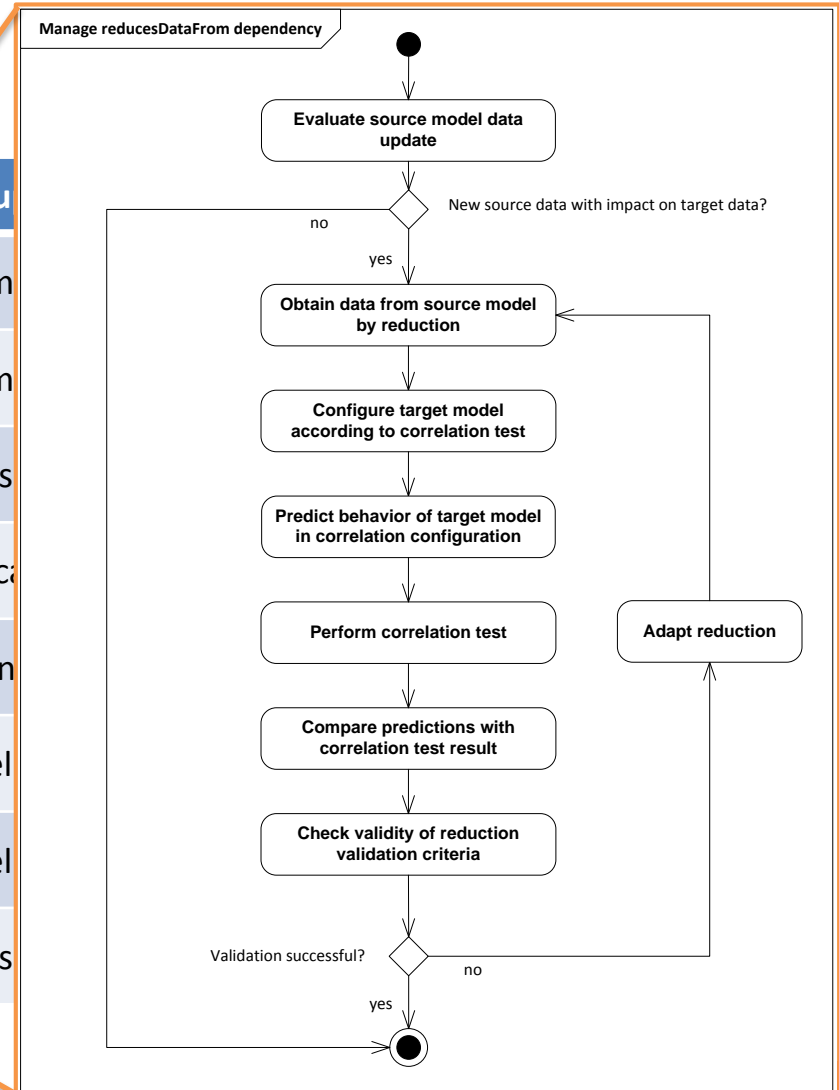 Manage reducesDataFrom dependency
Evaluate source model data
update
New source data with impact on target data?
no
yes
Obtain data from source model
by reduction
Configure target model
according to correlation test
Predict behavior of target model
in correlation configuration
Perform correlation test
Adapt reduction
Compare predictions with
correlation test result
Check validity of reduction
validation criteria
Validation successful?
no
yes